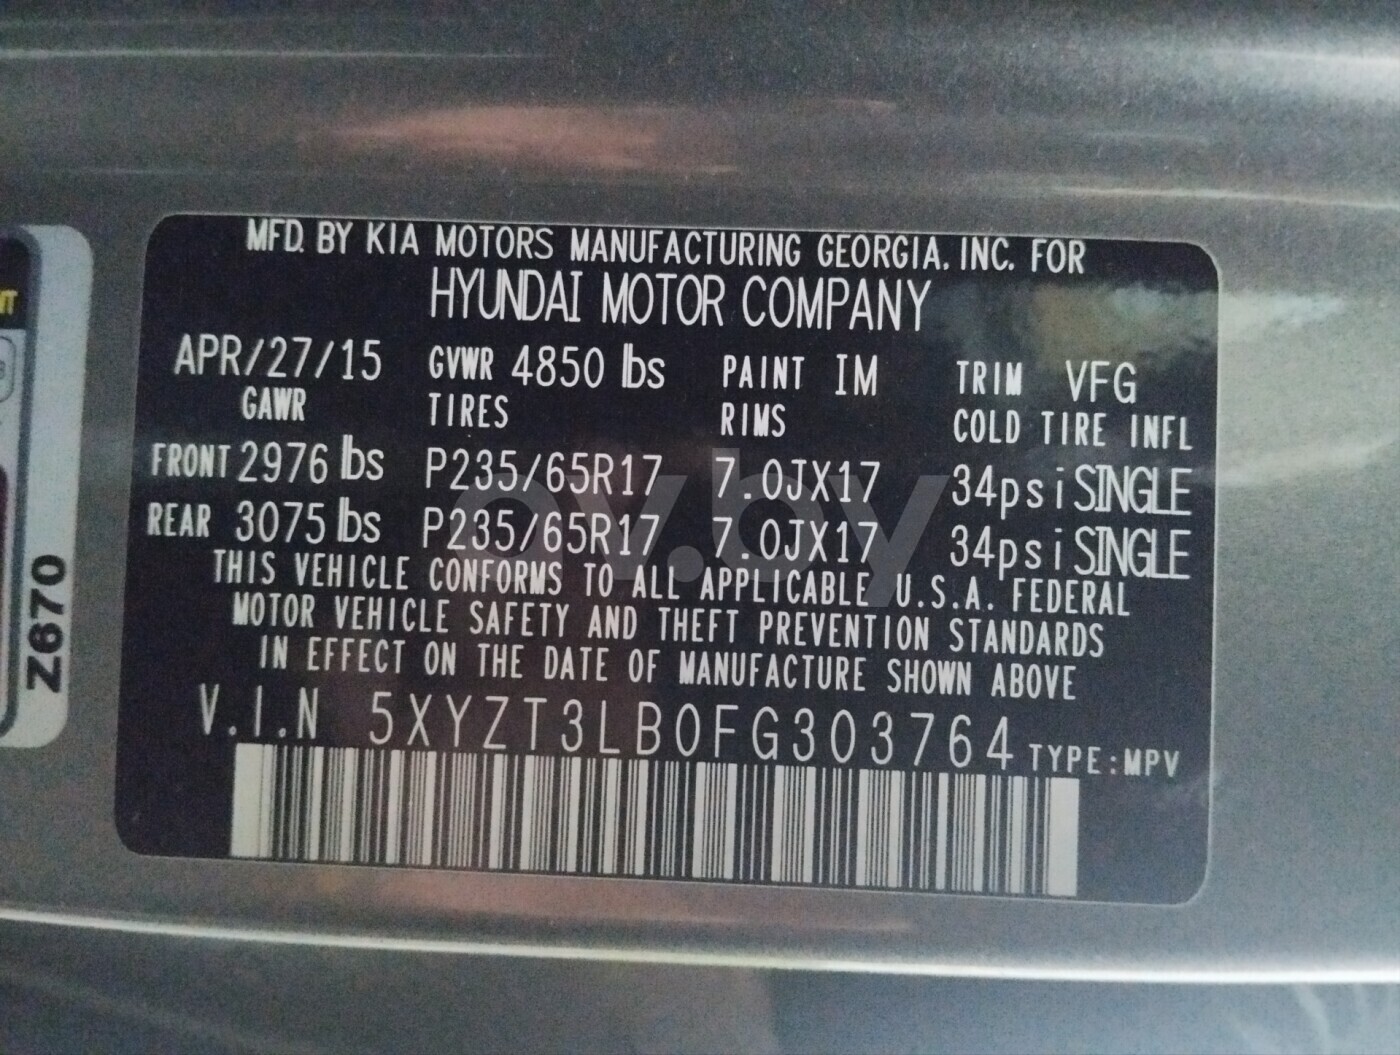 MFD. BY KIA MOTORS MANUFACTURING GEORGIA, INC. FOR
HYUNDAI MOTOR COMPANY
APR/27/15 GVWR 4850 lbs PAINT IM TRIM VFG
GAWR TIRES RIMS COLD TIRE INFL
FRONT 2976 lbs P235/65R17 7.0JX17 34psi SINGLE
REAR 3075 lbs P235/65R17 7.0JX17 34psi SINGLE
THIS VEHICLE CONFORMS TO ALL APPLICABLE U.S.A. FEDERAL
MOTOR VEHICLE SAFETY AND THEFT PREVENTION STANDARDS
IN EFFECT ON THE DATE OF MANUFACTURE SHOWN ABOVE
V.I.N 5XYZT3LB0FG303764 TYPE:MPV
Z670
av.by